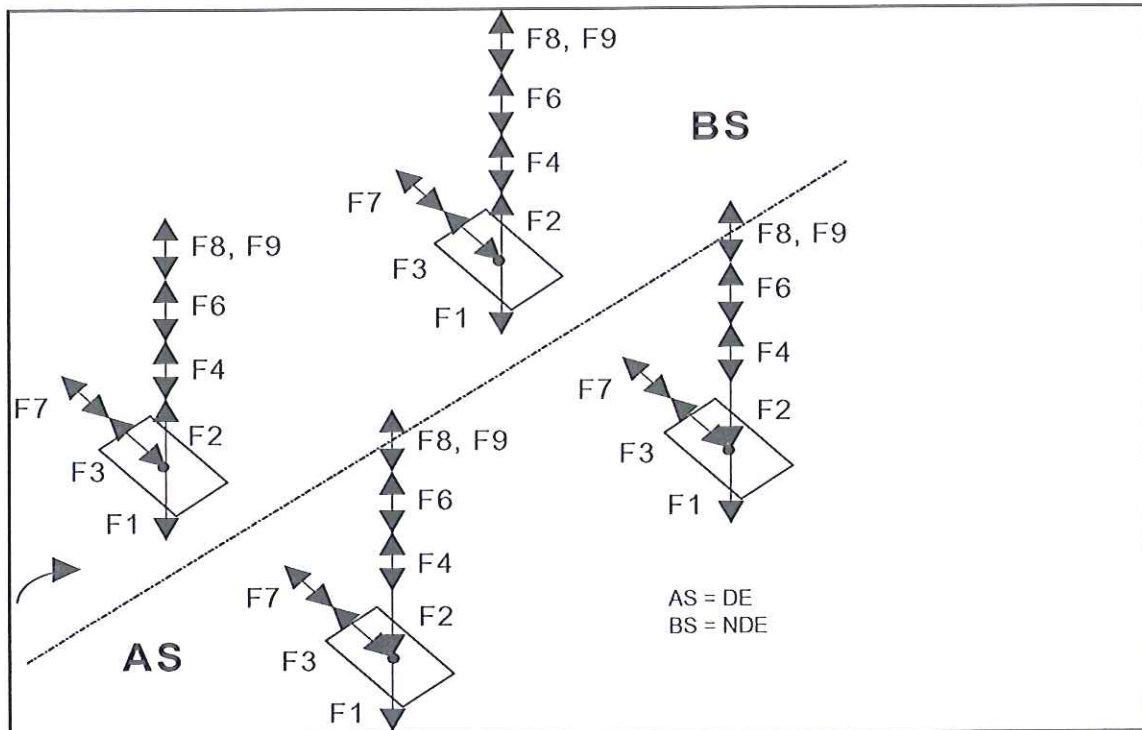 F8, F9
F6
F4
F7
F2
F3
F1
BS
F8, F9
F6
F4
F7
F2
F3
F1
F8, F9
F6
F4
F7
F2
F3
F1
F8, F9
F6
F4
F7
F2
F3
F1
AS
AS = DE
BS = NDE